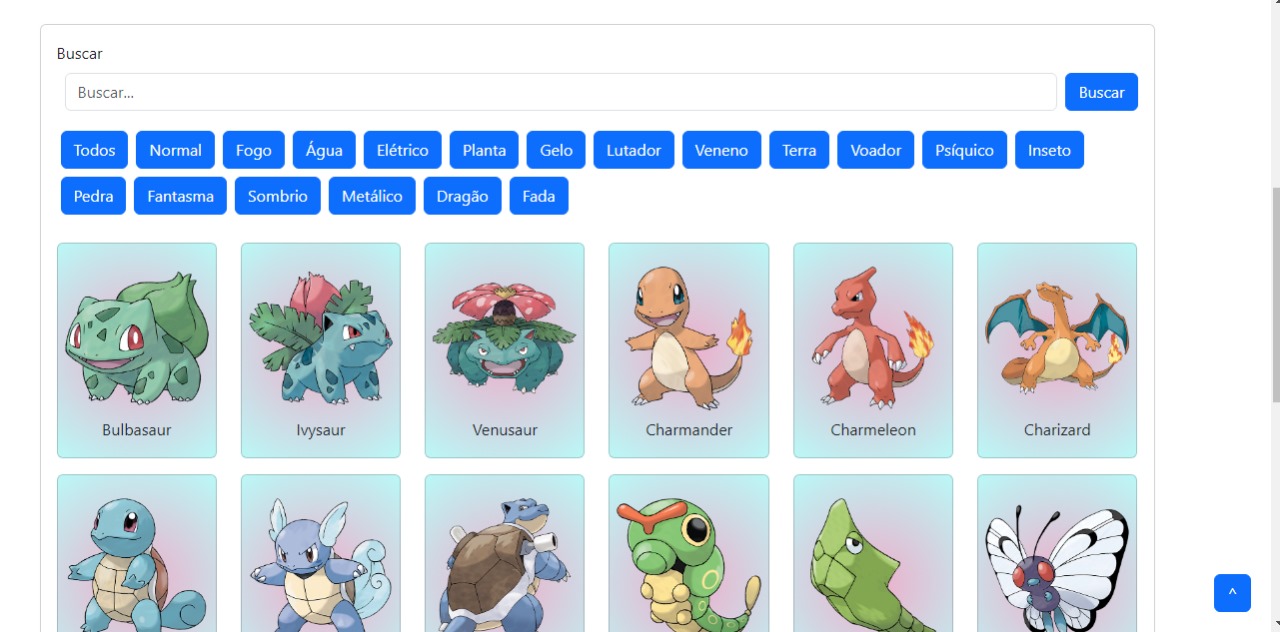 Buscar
Buscar... Buscar
Todos Normal Fogo Água Elétrico Planta Gelo Lutador Veneno Terra Voador Psíquico Inseto
Pedra Fantasma Sombrio Metálico Dragão Fada
Bulbasaur Ivysaur Venusaur Charmander Charmeleon Charizard
^